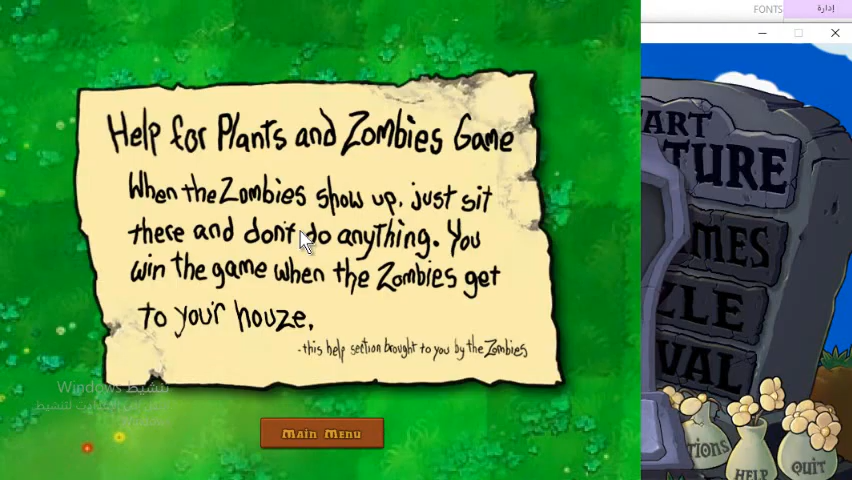 FONTS
إدارة
Help for Plants and Zombies Game
When the Zombies show up, just sit
there and don't do anything. You
win the game when the Zombies get
to your houze.
-this help section brought to you by the Zombies
MAIN MENU
تنشيط Windows
ART
TURE
MES
ZLE
VAL
TIONS
HELP
QUIT